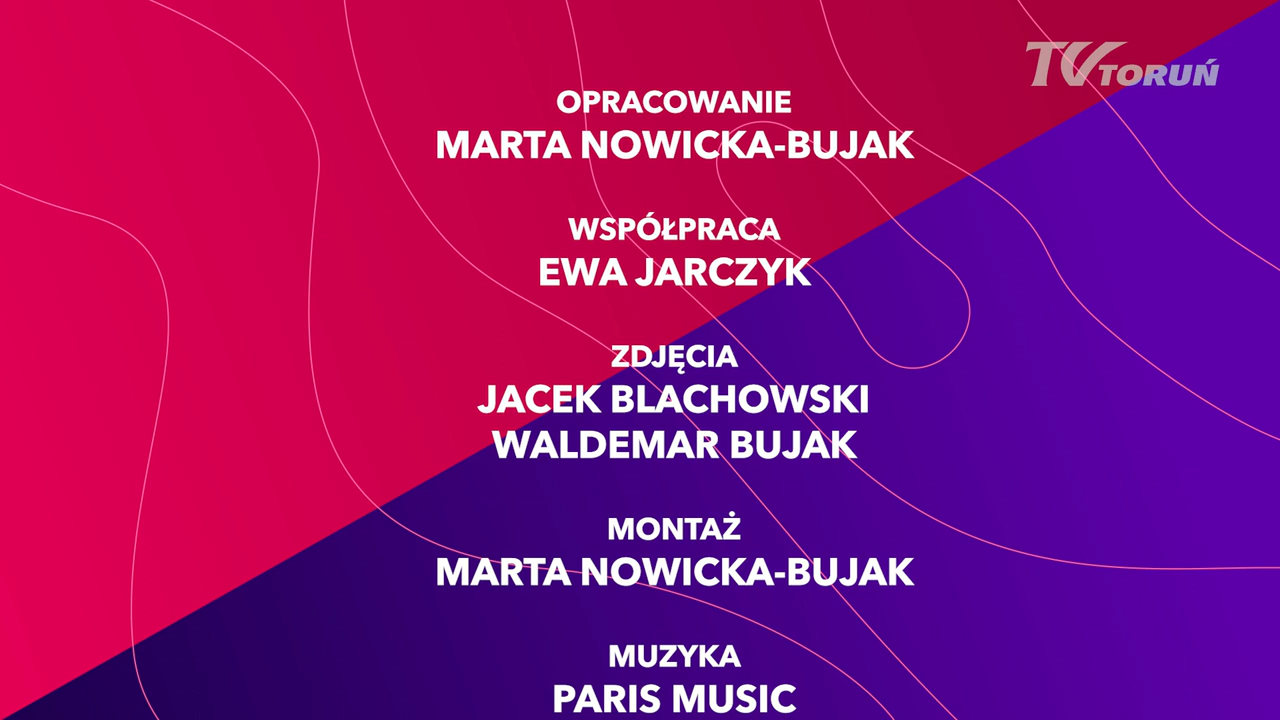 TV TORUŃ
OPRACOWANIE
MARTA NOWICKA-BUJAK
WSPÓŁPRACA
EWA JARCZYK
ZDJĘCIA
JACEK BLACHOWSKI
WALDEMAR BUJAK
MONTAŻ
MARTA NOWICKA-BUJAK
MUZYKA
PARIS MUSIC